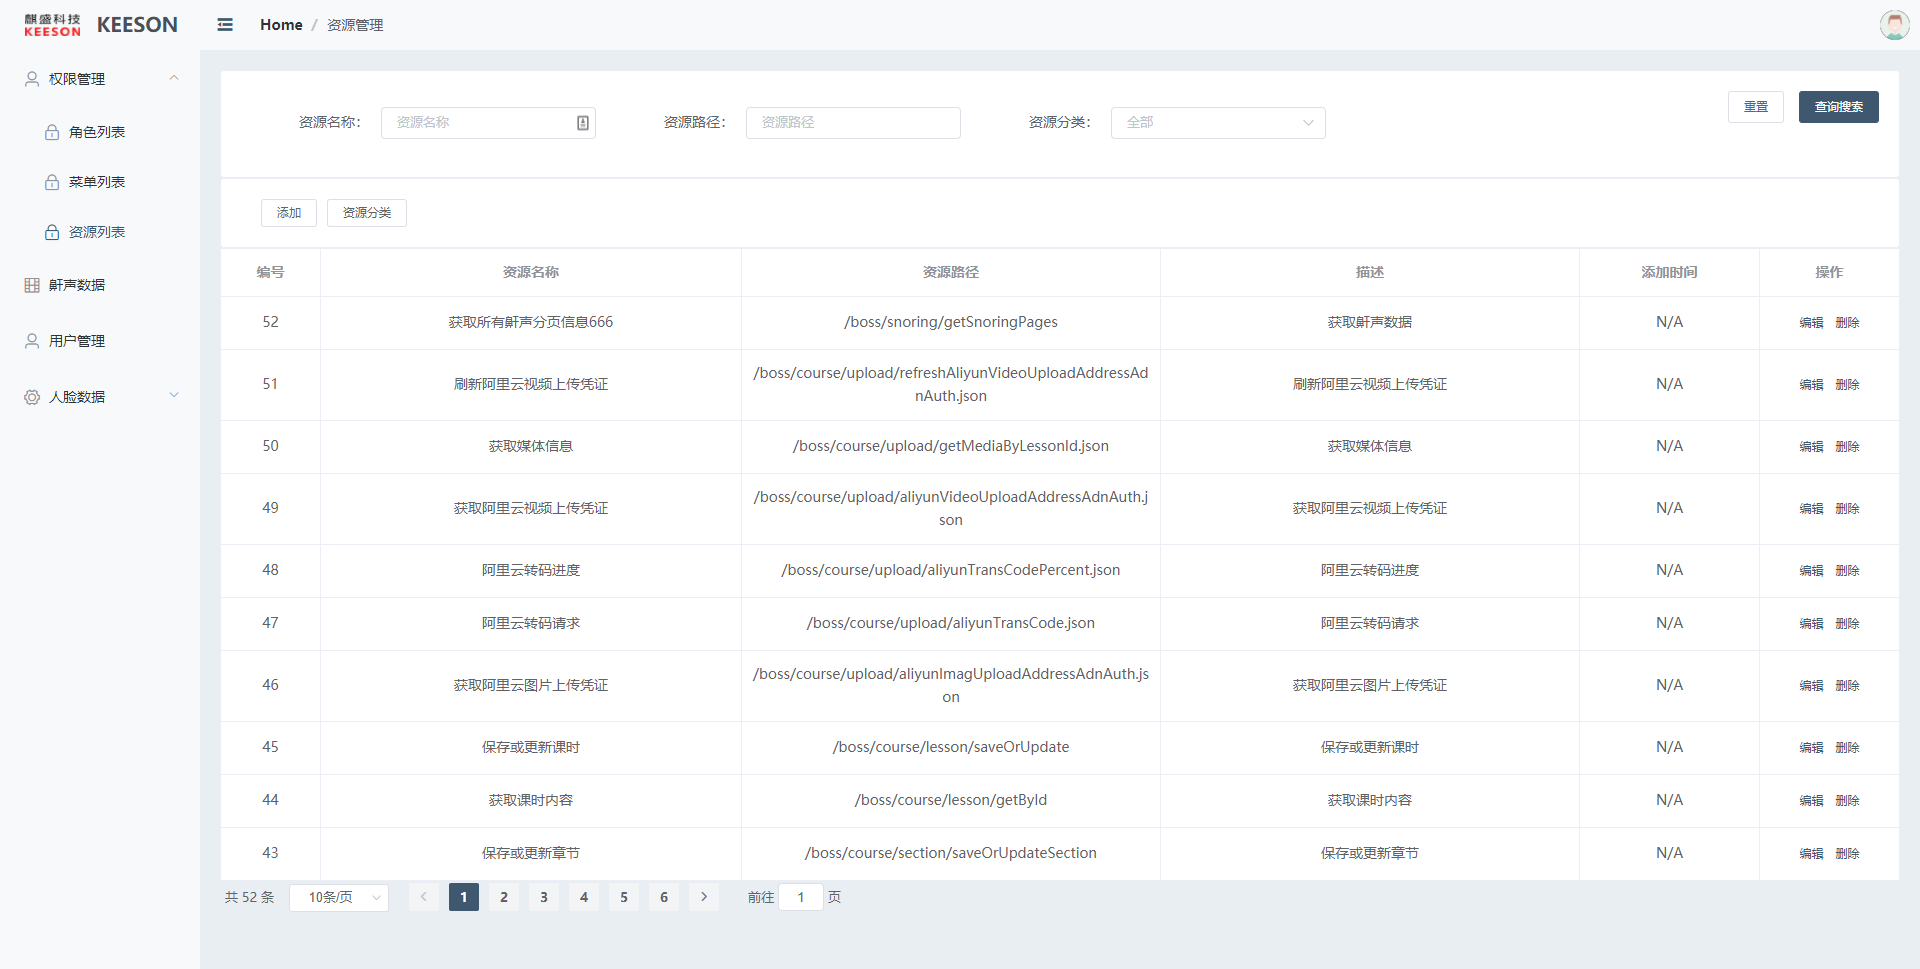 麒盛科技
KEESON
KEESON
Home / 资源管理
权限管理
角色列表
菜单列表
资源列表
鼾声数据
用户管理
人脸数据
资源名称： 资源名称 资源路径： 资源路径 资源分类： 全部 重置 查询搜索
添加 资源分类
编号 资源名称 资源路径 描述 添加时间 操作
52 获取所有鼾声分页信息666 /boss/snoring/getSnoringPages 获取鼾声数据 N/A 编辑 删除
51 刷新阿里云视频上传凭证 /boss/course/upload/refreshAliyunVideoUploadAddressAd
nAuth.json 刷新阿里云视频上传凭证 N/A 编辑 删除
50 获取媒体信息 /boss/course/upload/getMediaByLessonId.json 获取媒体信息 N/A 编辑 删除
49 获取阿里云视频上传凭证 /boss/course/upload/aliyunVideoUploadAddressAdnAuth.j
son 获取阿里云视频上传凭证 N/A 编辑 删除
48 阿里云转码进度 /boss/course/upload/aliyunTransCodePercent.json 阿里云转码进度 N/A 编辑 删除
47 阿里云转码请求 /boss/course/upload/aliyunTransCode.json 阿里云转码请求 N/A 编辑 删除
46 获取阿里云图片上传凭证 /boss/course/upload/aliyunImagUploadAddressAdnAuth.js
on 获取阿里云图片上传凭证 N/A 编辑 删除
45 保存或更新课时 /boss/course/lesson/saveOrUpdate 保存或更新课时 N/A 编辑 删除
44 获取课时内容 /boss/course/lesson/getById 获取课时内容 N/A 编辑 删除
43 保存或更新章节 /boss/course/section/saveOrUpdateSection 保存或更新章节 N/A 编辑 删除
共 52 条 10条/页 1 2 3 4 5 6 前往 1 页